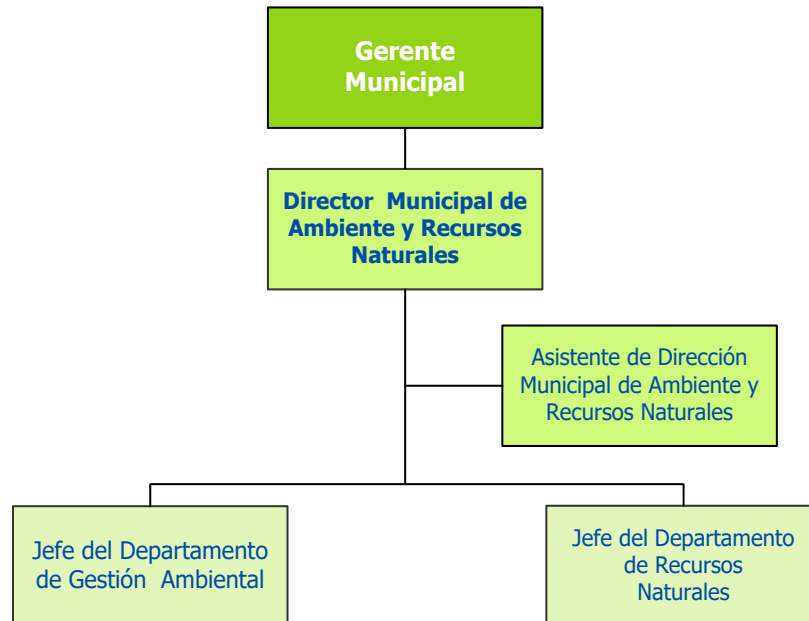 Gerente
Municipal
Director Municipal de
Ambiente y Recursos
Naturales
Asistente de Dirección
Municipal de Ambiente y
Recursos Naturales
Jefe del Departamento
de Gestión Ambiental
Jefe del Departamento
de Recursos
Naturales